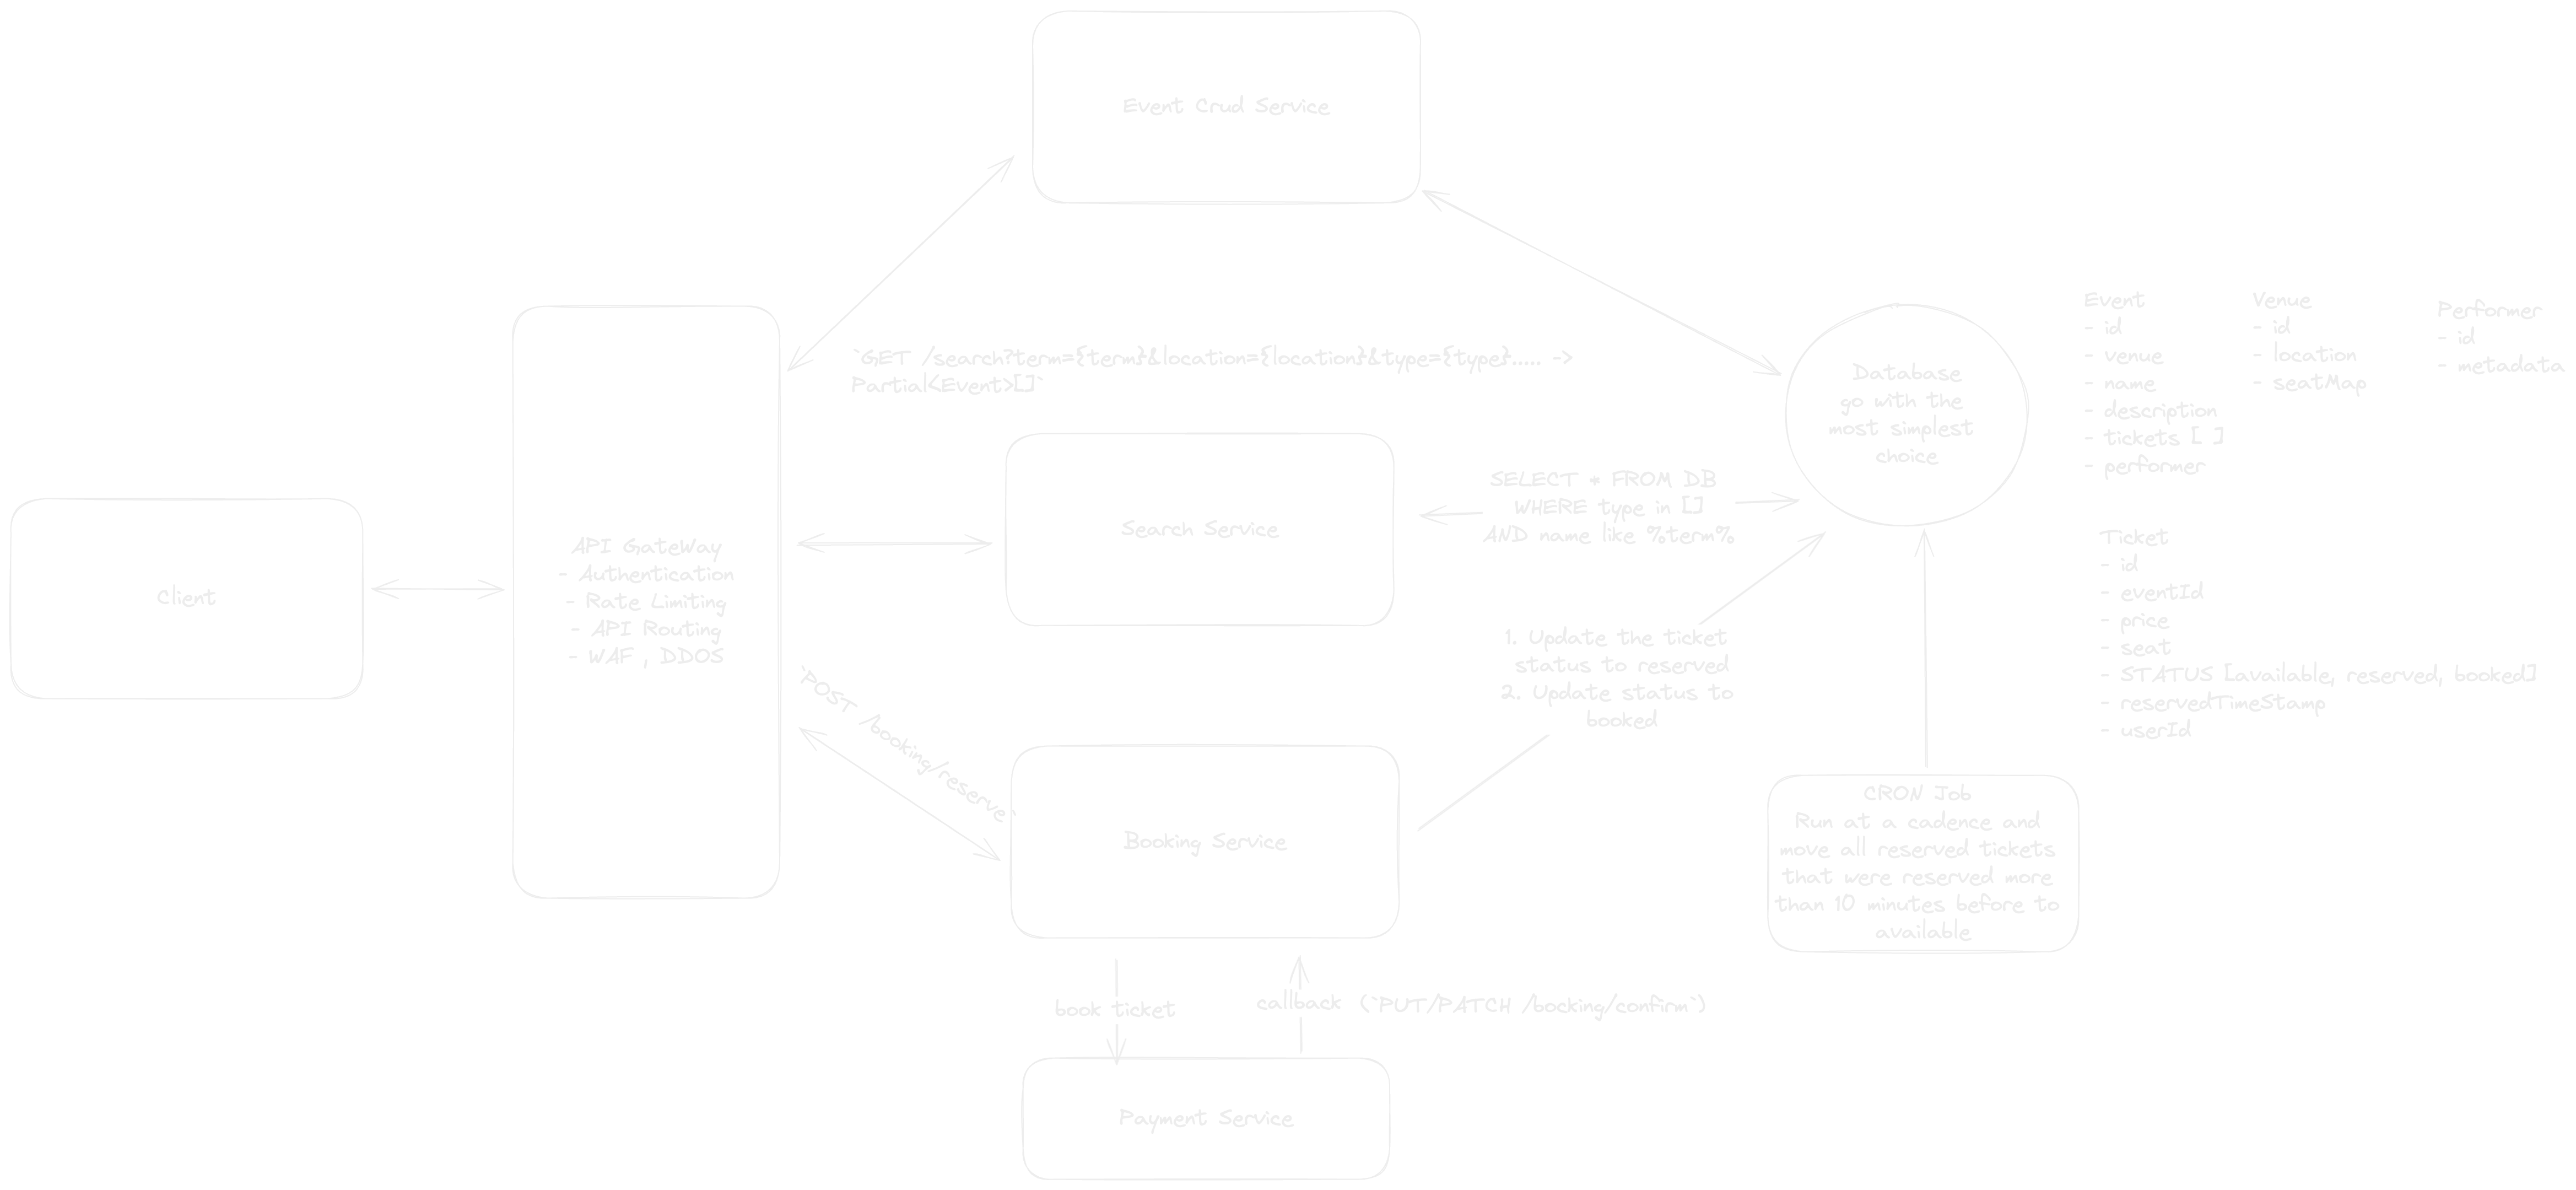 Event Crud Service
`GET /search?term={term}&location={location}&type={type}..... ->
Partial<Event>[]`
Client
API GateWay
- Authentication
- Rate Limiting
- API Routing
- WAF , DDOS
Search Service
SELECT * FROM DB
WHERE type in []
AND name like %term%
Database
go with the
most simplest
choice
Event
- id
- venue
- name
- description
- tickets [ ]
- performer
Venue
- id
- location
- seatMap
Performer
- id
- metadata
Ticket
- id
- eventId
- price
- seat
- STATUS [available, reserved, booked]
- reservedTimeStamp
- userId
`POST /booking/reserve`
1. Update the ticket
status to reserved
2. Update status to
booked
Booking Service
CRON Job
Run at a cadence and
move all reserved tickets
that were reserved more
than 10 minutes before to
available
book ticket
callback (`PUT/PATCH /booking/confirm`)
Payment Service